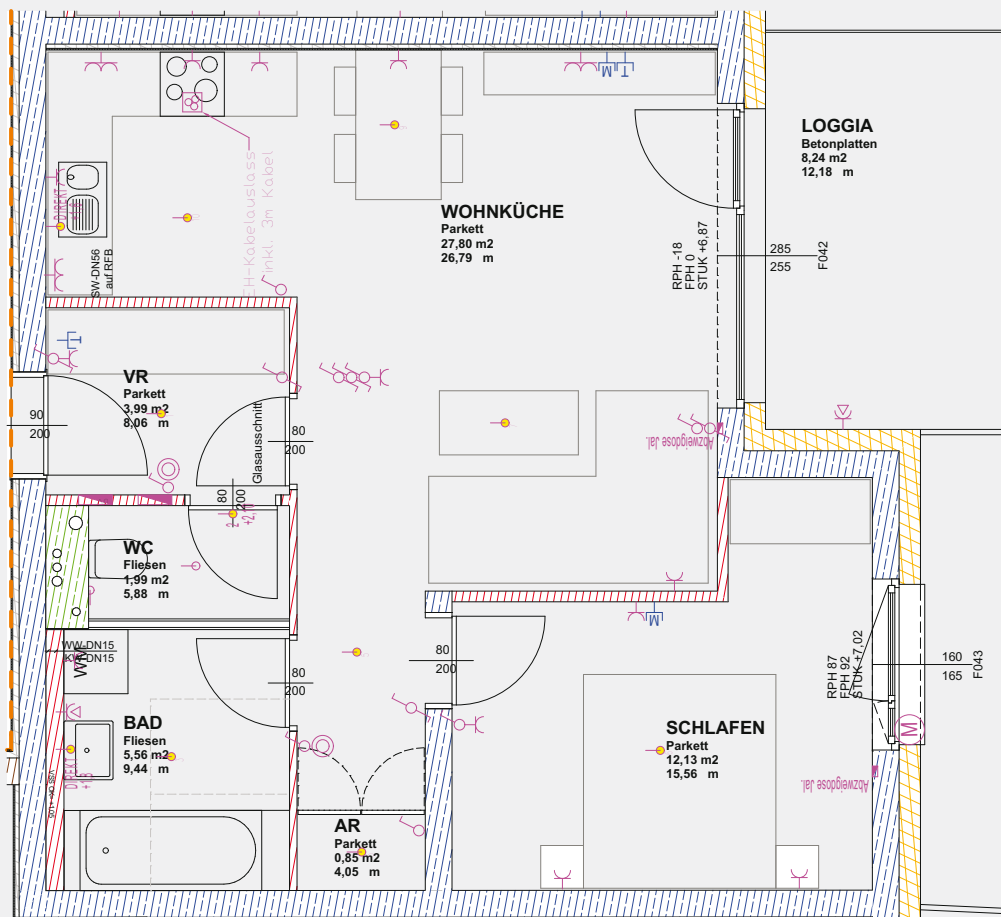 LOGGIA
Betonplatten
8,24 m2
12,18 m
WOHNKÜCHE
Parkett
27,80 m2
26,79 m
EH-Kabelauslass
inkl. 3m Kabel
DIREKT
SW-DN56
auf RFB
RPH -18
FPH 0
STUK +6,87
285
255
F042
T
M
T
VR
Parkett
3,99 m2
8,06 m
90
200
80
200
Glasausschnitt
80
200
Abzweigdose Jal.
WC
Fliesen
1,99 m2
5,88 m
WW-DN15
KW-DN15
WM
80
200
80
200
M
BAD
Fliesen
5,56 m2
9,44 m
DIREKT
SCHLAFEN
Parkett
12,13 m2
15,56 m
RPH 87
FPH 92
STUK +7,02
160
165
F043
M
Abzweigdose Jal.
AR
Parkett
0,85 m2
4,05 m